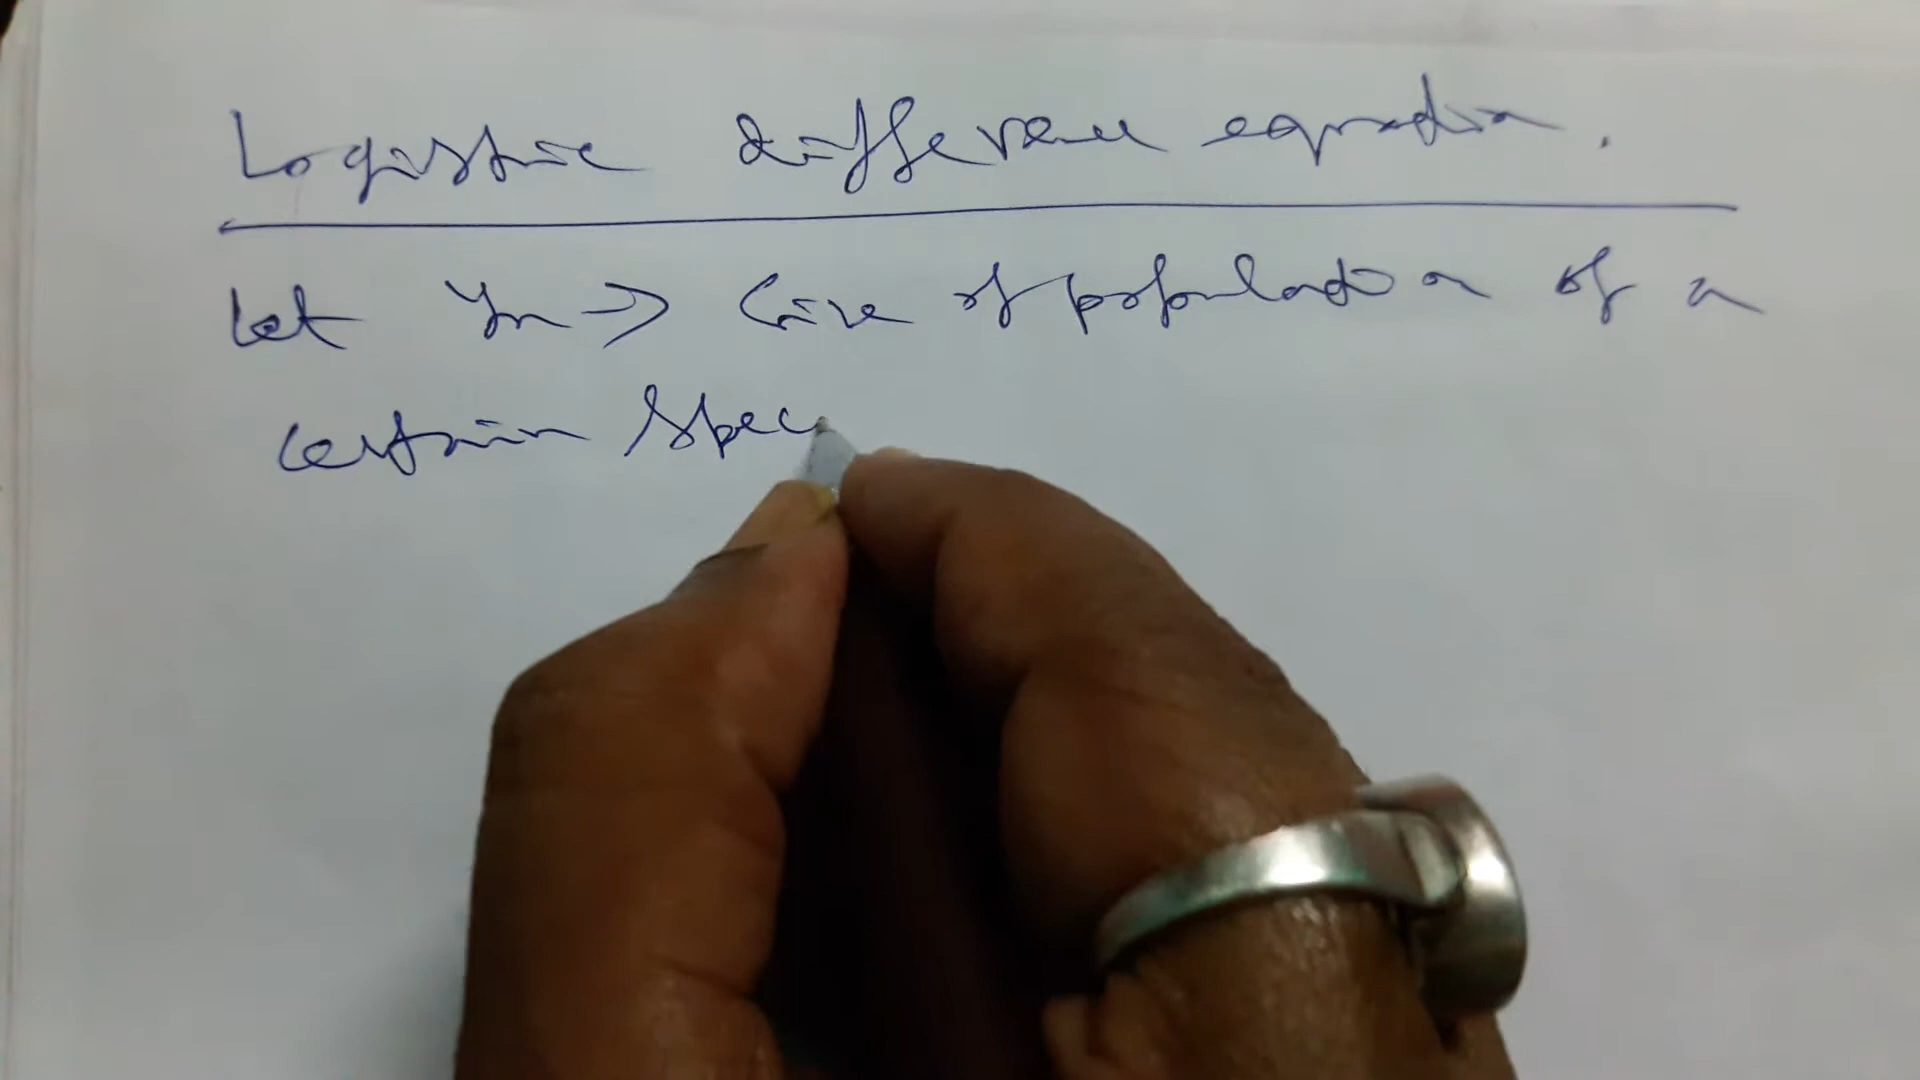 Logistic difference equation.
Let yn → Size of population of a
certain Spec